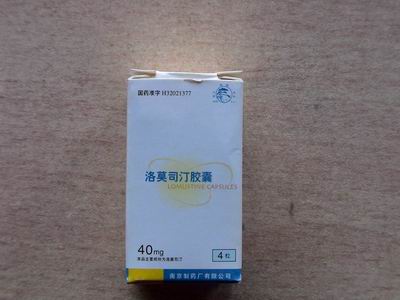 国药准字 H32021377
洛莫司汀胶囊
LOMUSTINE CAPSULES
40mg
4粒
南京制药厂有限公司